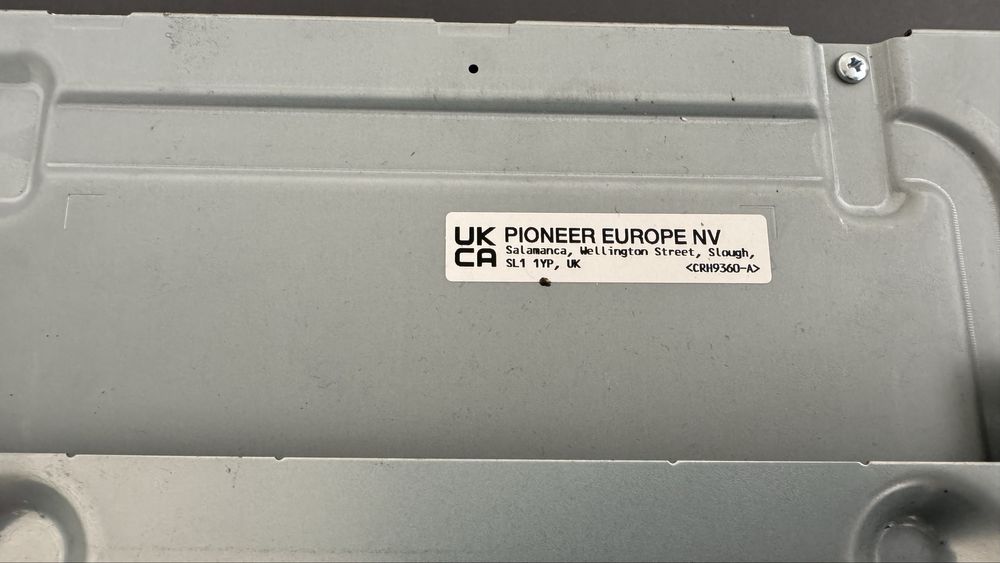 UK
CA
PIONEER EUROPE NV
Salamanca, Wellington Street, Slough,
SL1 1YP, UK
<CRH9360-A>